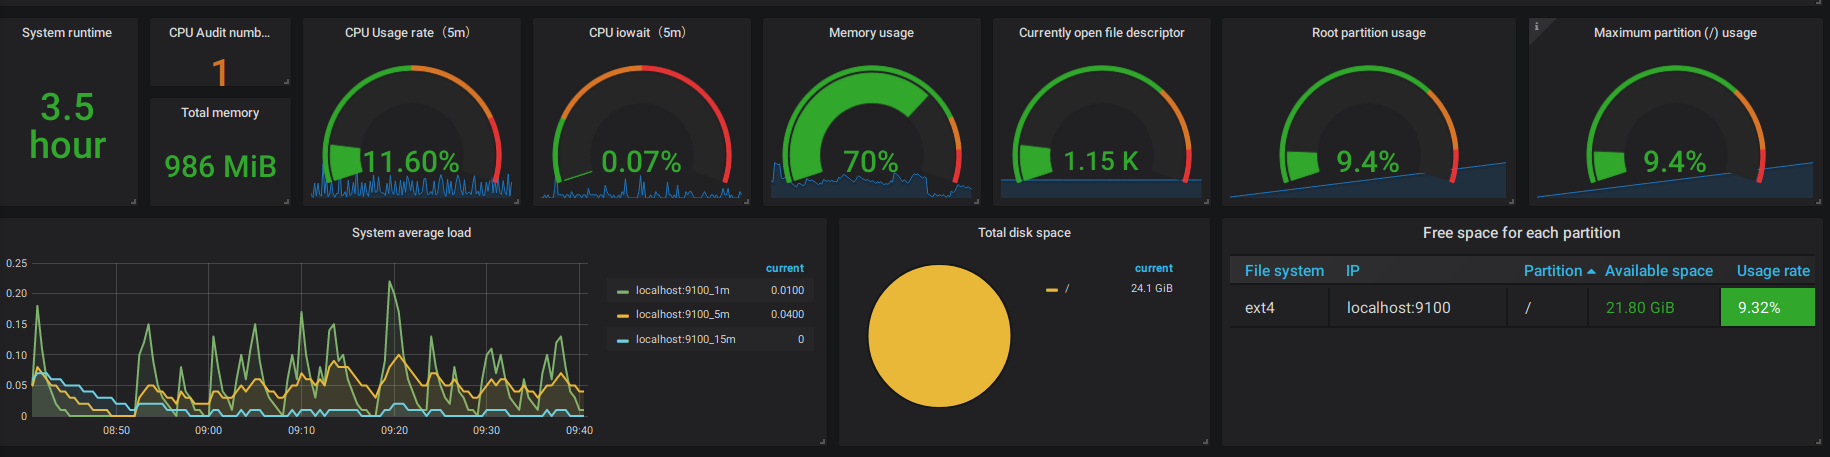 System runtime
3.5
hour
CPU Audit numb...
1
Total memory
986 MiB
CPU Usage rate（5m）
11.60%
CPU iowait（5m）
0.07%
Memory usage
70%
Currently open file descriptor
1.15 K
Root partition usage
9.4%
i
Maximum partition (/) usage
9.4%
System average load
0.25
0.20
0.15
0.10
0.05
0
08:50 09:00 09:10 09:20 09:30 09:40
current
localhost:9100_1m 0.0100
localhost:9100_5m 0.0400
localhost:9100_15m 0
Total disk space
current
/ 24.1 GiB
Free space for each partition
File system IP Partition Available space Usage rate
ext4 localhost:9100 / 21.80 GiB 9.32%